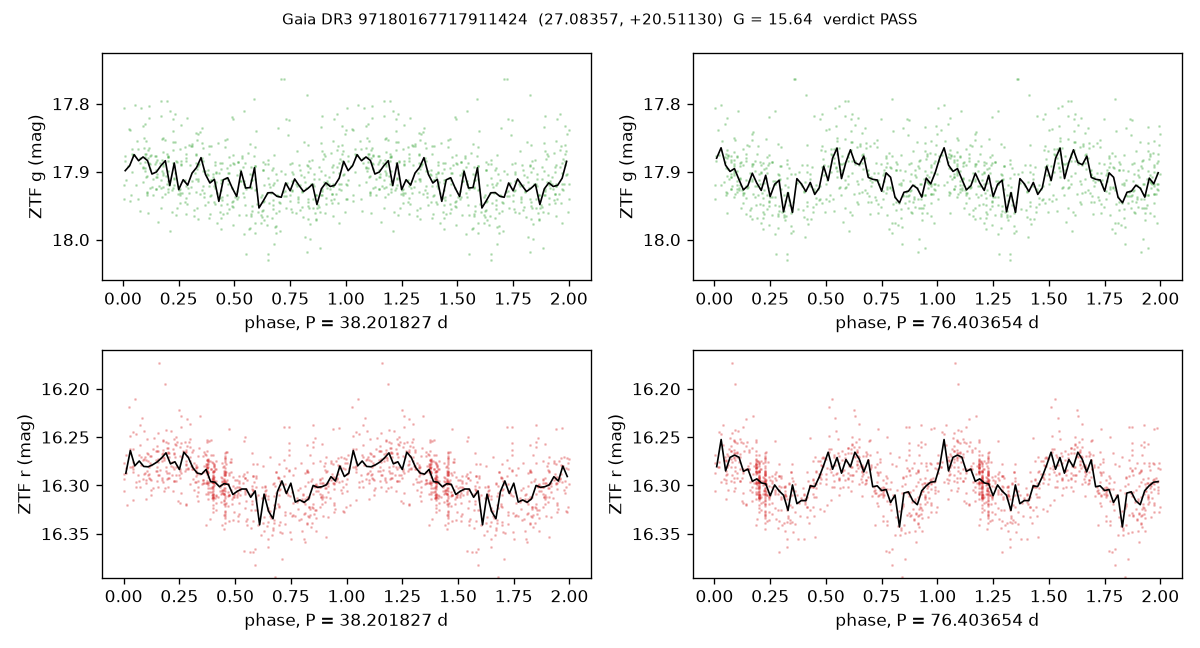 Gaia DR3 97180167717911424 (27.08357, +20.51130) G = 15.64 verdict PASS
ZTF g (mag)
17.8
17.9
18.0
0.00 0.25 0.50 0.75 1.00 1.25 1.50 1.75 2.00
phase, P = 38.201827 d
ZTF g (mag)
17.8
17.9
18.0
0.00 0.25 0.50 0.75 1.00 1.25 1.50 1.75 2.00
phase, P = 76.403654 d
ZTF r (mag)
16.20
16.25
16.30
16.35
0.00 0.25 0.50 0.75 1.00 1.25 1.50 1.75 2.00
phase, P = 38.201827 d
ZTF r (mag)
16.20
16.25
16.30
16.35
0.00 0.25 0.50 0.75 1.00 1.25 1.50 1.75 2.00
phase, P = 76.403654 d